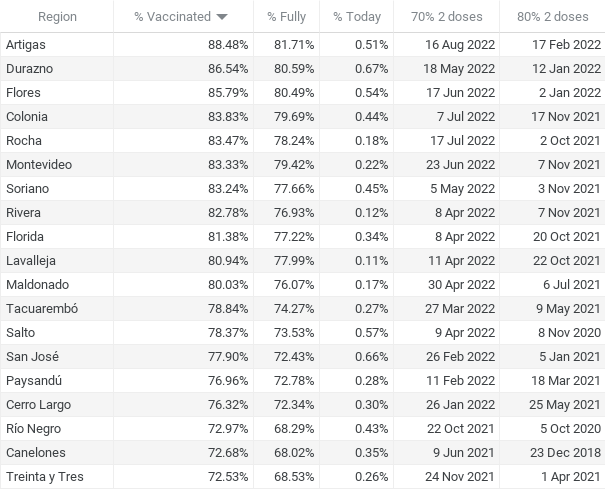 Region % Vaccinated % Fully % Today 70% 2 doses 80% 2 doses
Artigas 88.48% 81.71% 0.51% 16 Aug 2022 17 Feb 2022
Durazno 86.54% 80.59% 0.67% 18 May 2022 12 Jan 2022
Flores 85.79% 80.49% 0.54% 17 Jun 2022 2 Jan 2022
Colonia 83.83% 79.69% 0.44% 7 Jul 2022 17 Nov 2021
Rocha 83.47% 78.24% 0.18% 17 Jul 2022 2 Oct 2021
Montevideo 83.33% 79.42% 0.22% 23 Jun 2022 7 Nov 2021
Soriano 83.24% 77.66% 0.45% 5 May 2022 3 Nov 2021
Rivera 82.78% 76.93% 0.12% 8 Apr 2022 7 Nov 2021
Florida 81.38% 77.22% 0.34% 8 Apr 2022 20 Oct 2021
Lavalleja 80.94% 77.99% 0.11% 11 Apr 2022 22 Oct 2021
Maldonado 80.03% 76.07% 0.17% 30 Apr 2022 6 Jul 2021
Tacuarembó 78.84% 74.27% 0.27% 27 Mar 2022 9 May 2021
Salto 78.37% 73.53% 0.57% 9 Apr 2022 8 Nov 2020
San José 77.90% 72.43% 0.66% 26 Feb 2022 5 Jan 2021
Paysandú 76.96% 72.78% 0.28% 11 Feb 2022 18 Mar 2021
Cerro Largo 76.32% 72.34% 0.30% 26 Jan 2022 25 May 2021
Río Negro 72.97% 68.29% 0.43% 22 Oct 2021 5 Oct 2020
Canelones 72.68% 68.02% 0.35% 9 Jun 2021 23 Dec 2018
Treinta y Tres 72.53% 68.53% 0.26% 24 Nov 2021 1 Apr 2021